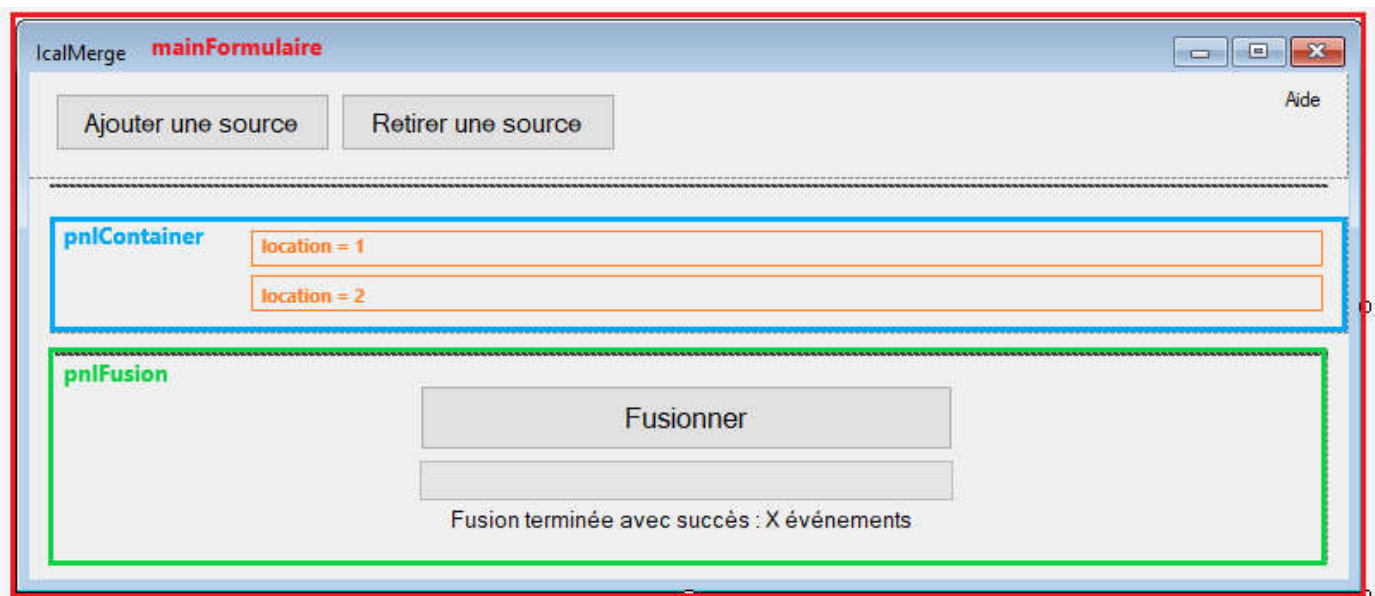 IcalMerge mainFormulaire
Aide
Ajouter une source Retirer une source
pnlContainer
location = 1
location = 2
pnlFusion
Fusionner
Fusion terminée avec succès : X événements